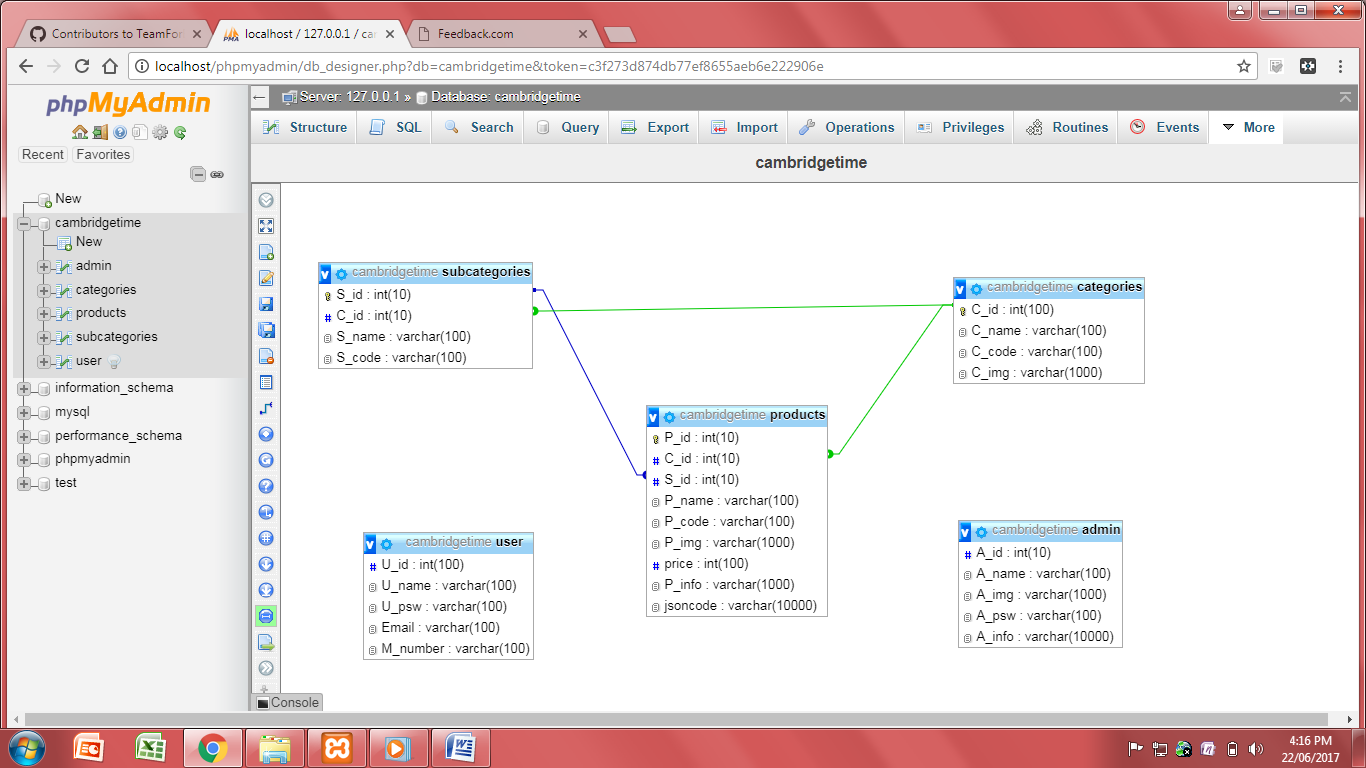 Contributors to TeamFor
localhost / 127.0.0.1 / ca
Feedback.com
localhost/phpmyadmin/db_designer.php?db=cambridgetime&token=c3f273d874db77ef8655aeb6e222906e
phpMyAdmin
Recent Favorites
New
cambridgetime
New
admin
categories
products
subcategories
user
information_schema
mysql
performance_schema
phpmyadmin
test
Server: 127.0.0.1 » Database: cambridgetime
Structure SQL Search Query Export Import Operations Privileges Routines Events More
cambridgetime
cambridgetime subcategories
S_id : int(10)
C_id : int(10)
S_name : varchar(100)
S_code : varchar(100)
cambridgetime categories
C_id : int(100)
C_name : varchar(100)
C_code : varchar(100)
C_img : varchar(1000)
cambridgetime products
P_id : int(10)
C_id : int(10)
S_id : int(10)
P_name : varchar(100)
P_code : varchar(100)
P_img : varchar(1000)
price : int(100)
P_info : varchar(1000)
jsoncode : varchar(10000)
cambridgetime user
U_id : int(100)
U_name : varchar(100)
U_psw : varchar(100)
Email : varchar(100)
M_number : varchar(100)
cambridgetime admin
A_id : int(10)
A_name : varchar(100)
A_img : varchar(1000)
A_psw : varchar(100)
A_info : varchar(10000)
Console
4:16 PM
22/06/2017